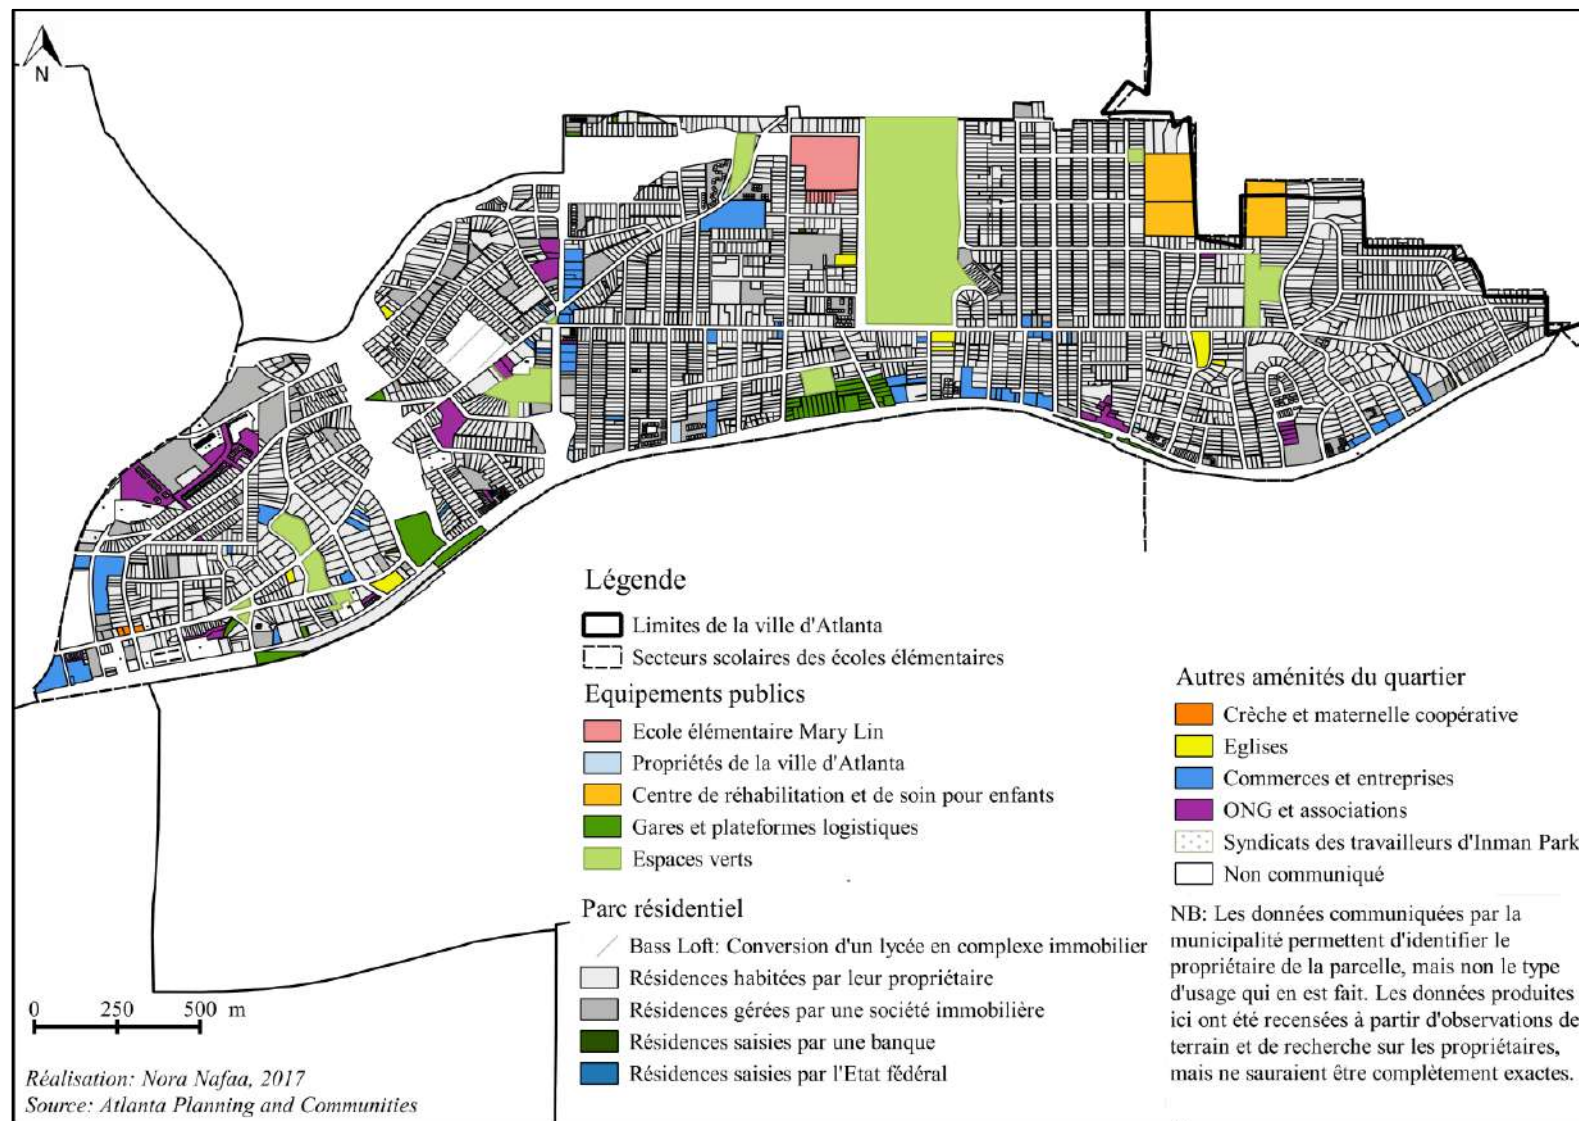 N
Légende
Limites de la ville d'Atlanta
Secteurs scolaires des écoles élémentaires
Equipements publics
Ecole élémentaire Mary Lin
Propriétés de la ville d'Atlanta
Centre de réhabilitation et de soin pour enfants
Gares et plateformes logistiques
Espaces verts
Parc résidentiel
Bass Loft: Conversion d'un lycée en complexe immobilier
Résidences habitées par leur propriétaire
Résidences gérées par une société immobilière
Résidences saisies par une banque
Résidences saisies par l'Etat fédéral
Autres aménités du quartier
Crèche et maternelle coopérative
Eglises
Commerces et entreprises
ONG et associations
Syndicats des travailleurs d'Inman Park
Non communiqué
NB: Les données communiquées par la
municipalité permettent d'identifier le
propriétaire de la parcelle, mais non le type
d'usage qui en est fait. Les données produites
ici ont été recensées à partir d'observations de
terrain et de recherche sur les propriétaires,
mais ne sauraient être complètement exactes.
0 250 500 m
Réalisation: Nora Nafaa, 2017
Source: Atlanta Planning and Communities